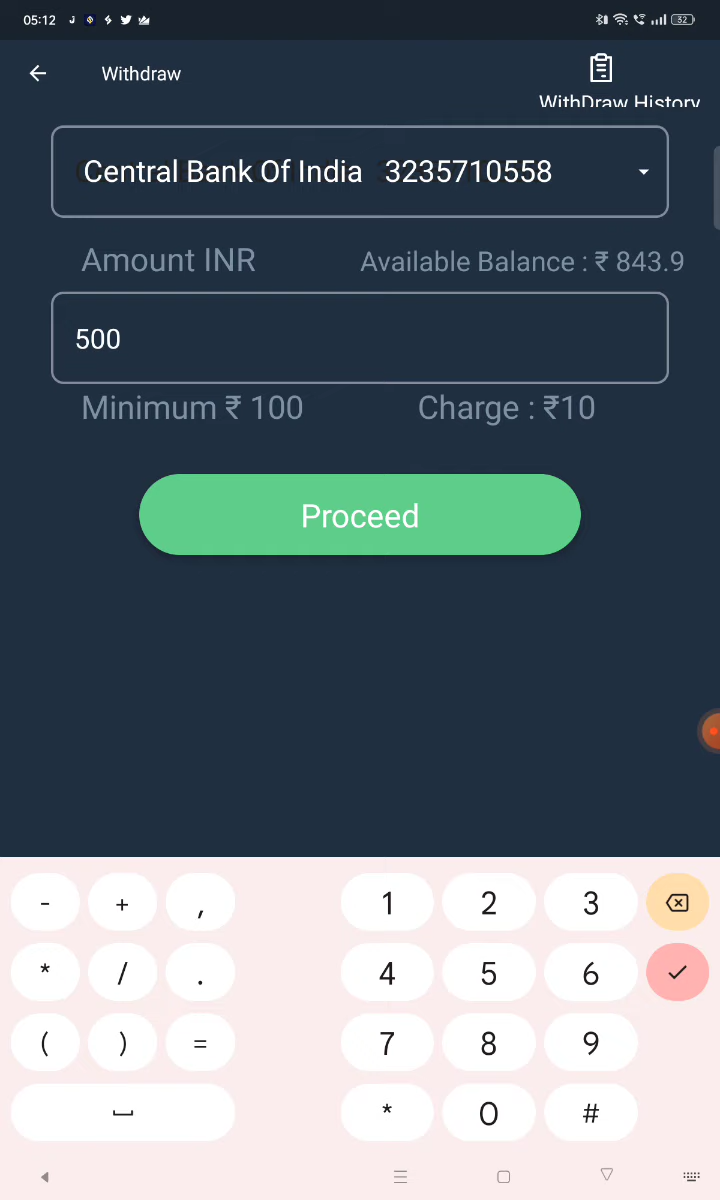 05:12
32
Withdraw
WithDraw History
Central Bank Of India 3235710558
Amount INR
Available Balance : ₹ 843.9
500
Minimum ₹ 100
Charge : ₹10
Proceed
- + , 1 2 3
* / . 4 5 6
( ) = 7 8 9
* 0 #